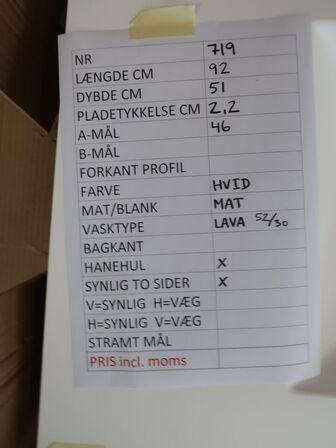 NR 719
LÆNGDE CM 92
DYBDE CM 51
PLADETYKKELSE CM 2,2
A-MÅL 46
B-MÅL
FORKANT PROFIL
FARVE HVID
MAT/BLANK MAT
VASKTYPE LAVA 52/30
BAGKANT
HANEHUL X
SYNLIG TO SIDER X
V=SYNLIG H=VÆG
H=SYNLIG V=VÆG
STRAMT MÅL
PRIS incl. moms